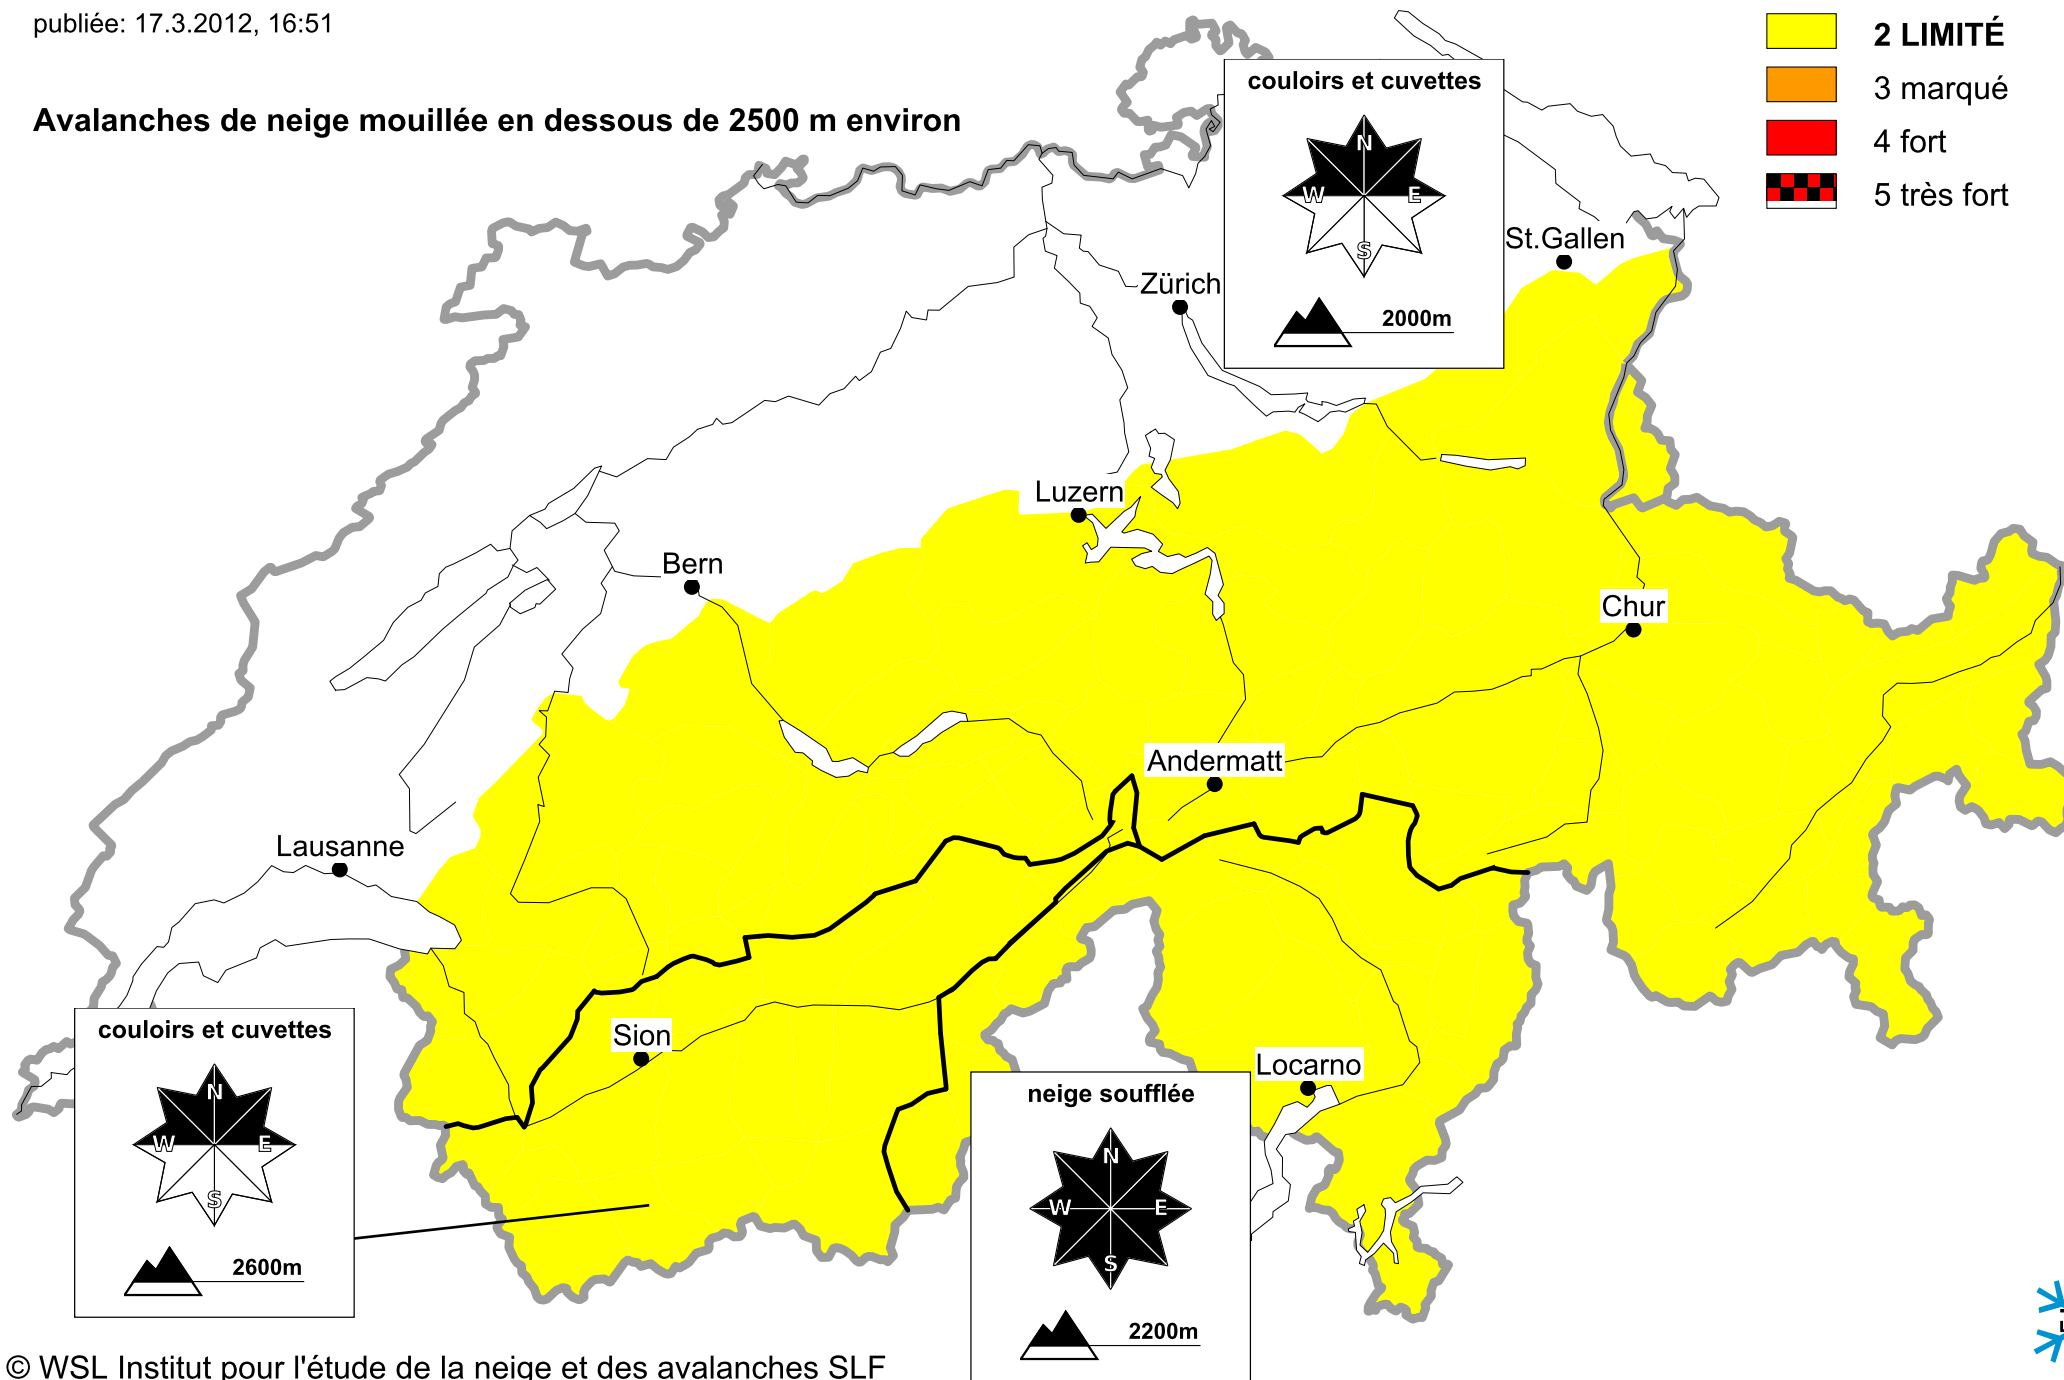 publiée: 17.3.2012, 16:51
2 LIMITÉ
3 marqué
4 fort
5 très fort
Avalanches de neige mouillée en dessous de 2500 m environ
couloirs et cuvettes
N
W E
S
2000m
St.Gallen
Zürich
Luzern
Bern
Chur
Andermatt
Lausanne
Sion
Locarno
couloirs et cuvettes
N
W E
S
2600m
neige soufflée
N
W E
S
2200m
© WSL Institut pour l'étude de la neige et des avalanches SLF